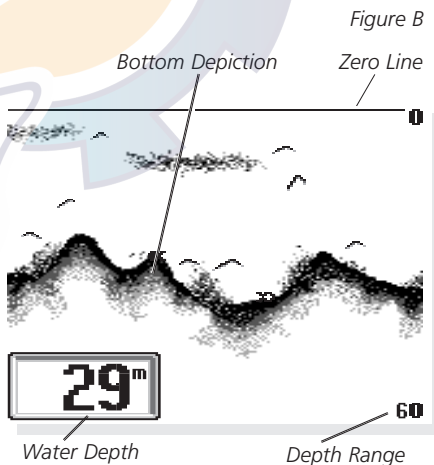 Figure B
Bottom Depiction Zero Line
0
29m
60
Water Depth Depth Range